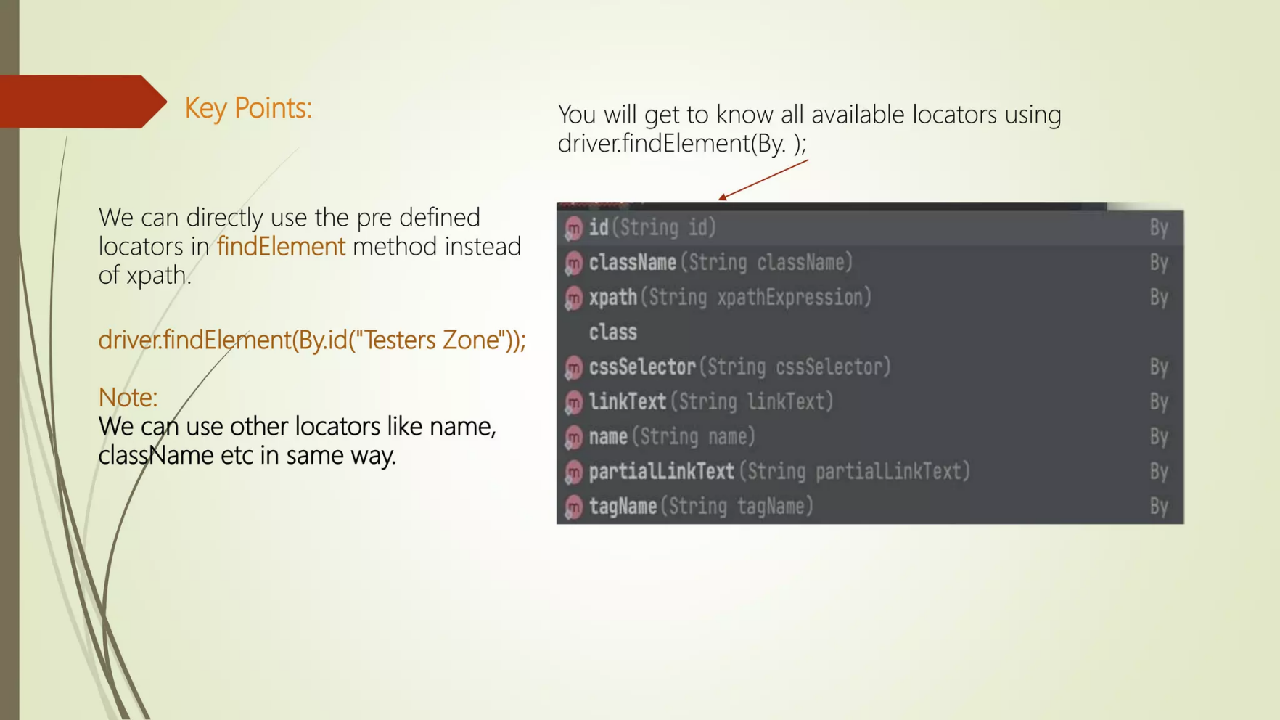 Key Points:
We can directly use the pre defined
locators in findElement method instead
of xpath.
driver.findElement(By.id("Testers Zone"));
Note:
We can use other locators like name,
className etc in same way.
You will get to know all available locators using
driver.findElement(By. );
m id(String id) By
m className(String className) By
m xpath(String xpathExpression) By
class
m cssSelector(String cssSelector) By
m linkText(String linkText) By
m name(String name) By
m partialLinkText(String partialLinkText) By
m tagName(String tagName) By